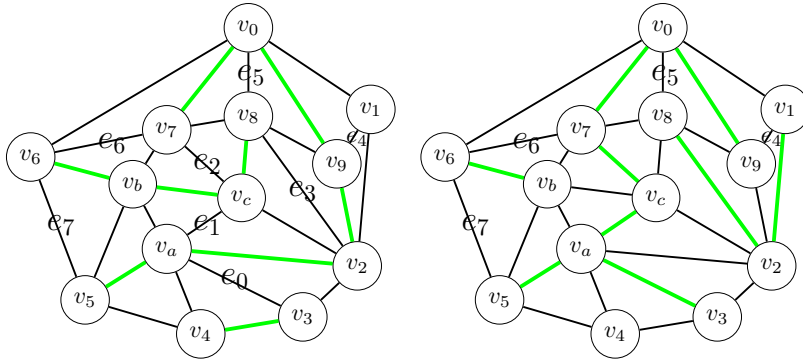 v0 v0
e5 e5
v1 v1
v8 v8
v7 v7
e4 e4
e6 e6
v6 v6
e2
v9 v9
vb vb
e3
vc vc
e7 e1 e7
va va
v2 v2
e0
v5 v5
v3 v3
v4 v4